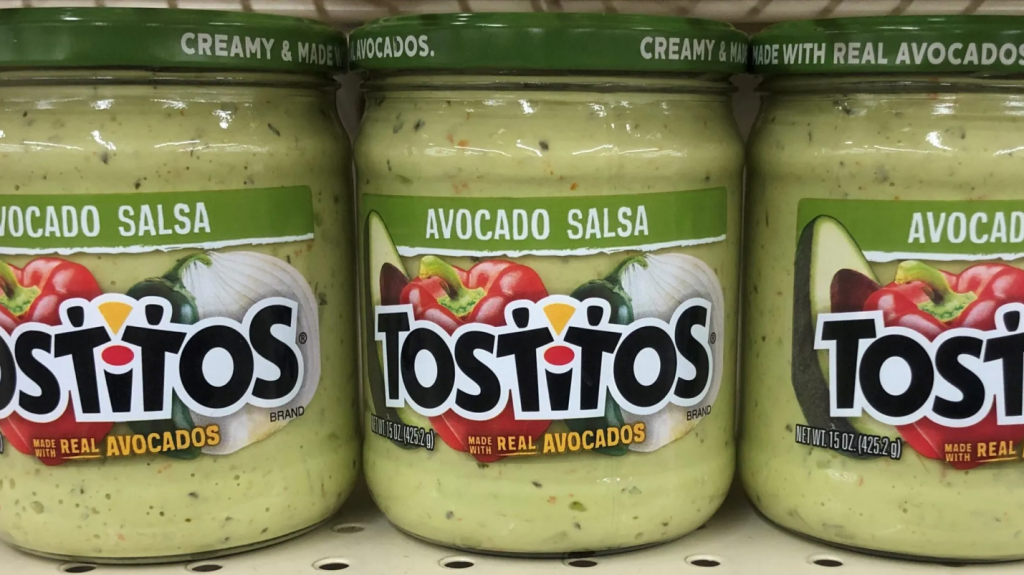 CREAMY & MADE
AVOCADOS.
CREAMY & MA
ADE WITH REAL AVOCADOS
VOCADO SALSA
OSTITOS®
BRAND
MADE WITH REAL AVOCADOS
AVOCADO SALSA
TOSTITOS®
BRAND
NET WT. 15 OZ. (425.2 g)
MADE WITH REAL AVOCADOS
AVOCAD
TOST
NET WT. 15 OZ. (425.2 g)
MADE WITH REAL